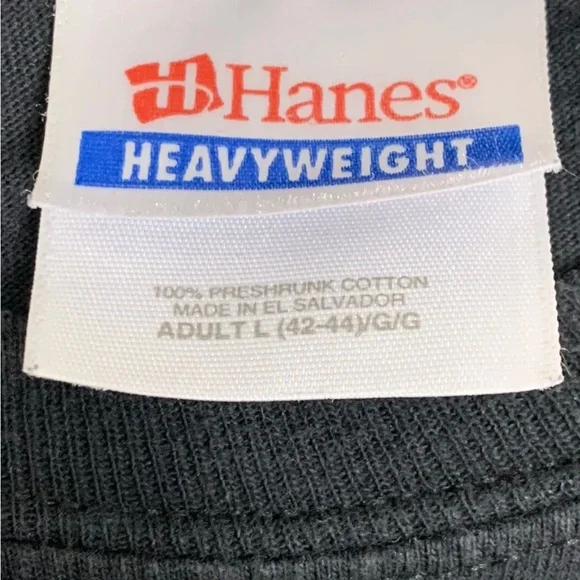 Hanes®
HEAVYWEIGHT
100% PRESHRUNK COTTON
MADE IN EL SALVADOR
ADULT L (42-44)/G/G